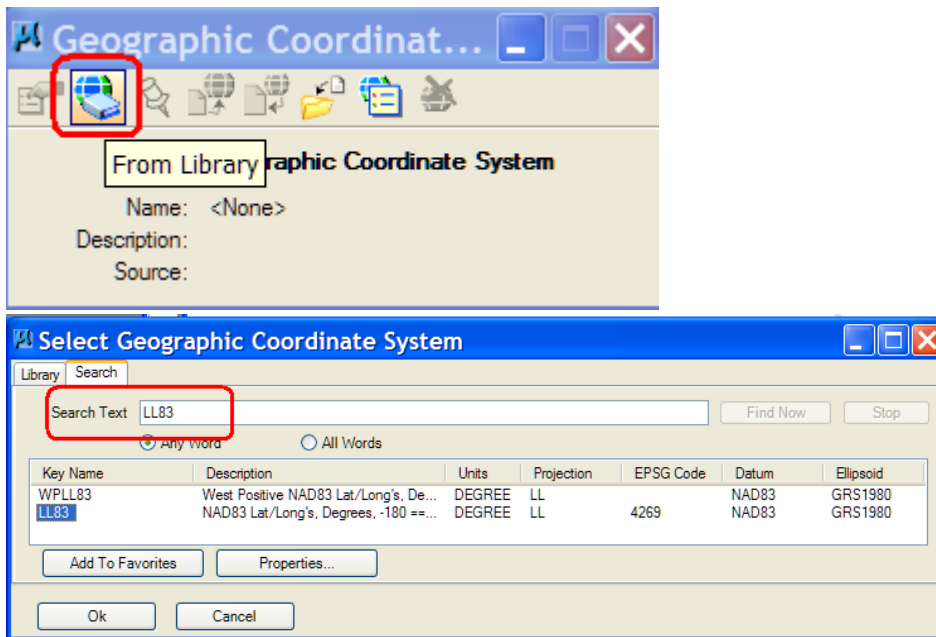 Geographic Coordinat...
From Library
raphic Coordinate System
Name: <None>
Description:
Source:
Select Geographic Coordinate System
Library Search
Search Text LL83 Find Now Stop
Any Word All Words
Key Name Description Units Projection EPSG Code Datum Ellipsoid
WPLL83 West Positive NAD83 Lat/Long's, De... DEGREE LL NAD83 GRS1980
LL83 NAD83 Lat/Long's, Degrees, -180 ==... DEGREE LL 4269 NAD83 GRS1980
Add To Favorites Properties...
Ok Cancel